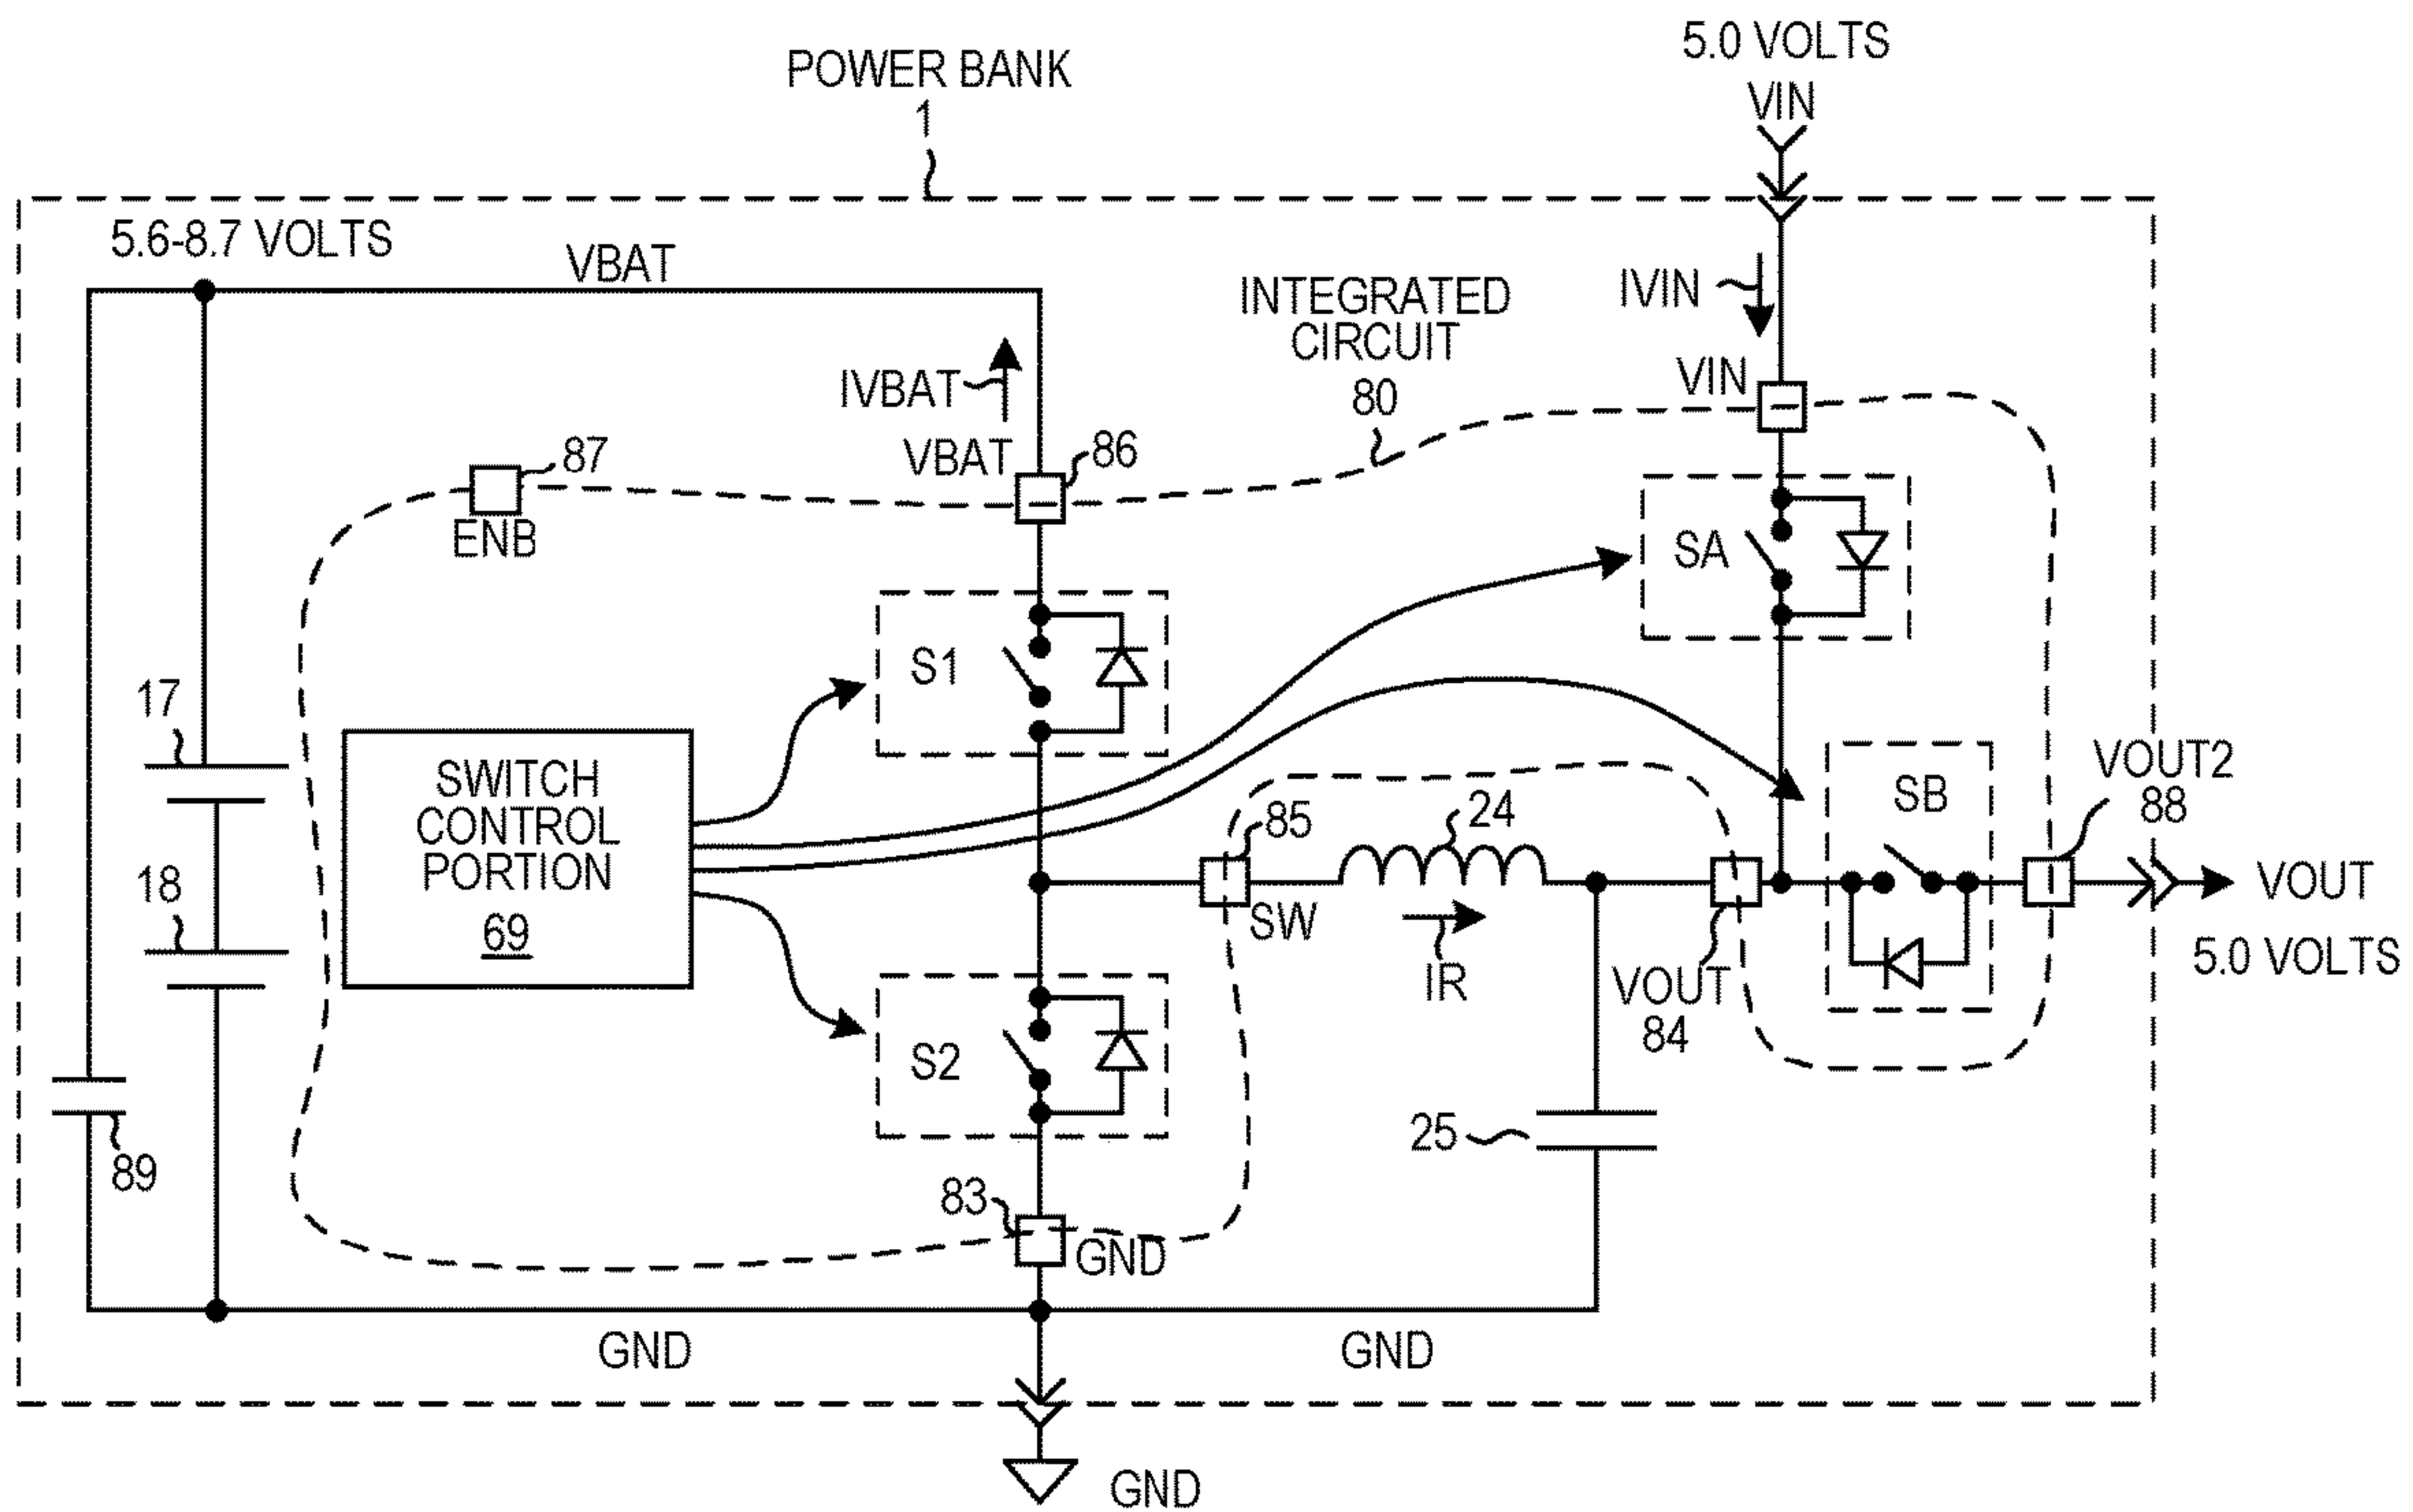 5.0 VOLTS
VIN
POWER BANK
1
5.6-8.7 VOLTS
VBAT
INTEGRATED
CIRCUIT
80
IVIN
VIN
IVBAT
VBAT
86
87
ENB
SA
S1
17
SWITCH
CONTROL
PORTION
69
18
85
SW
24
IR
SB
VOUT2
88
VOUT
5.0 VOLTS
VOUT
84
S2
25
89
83
GND
GND
GND
GND